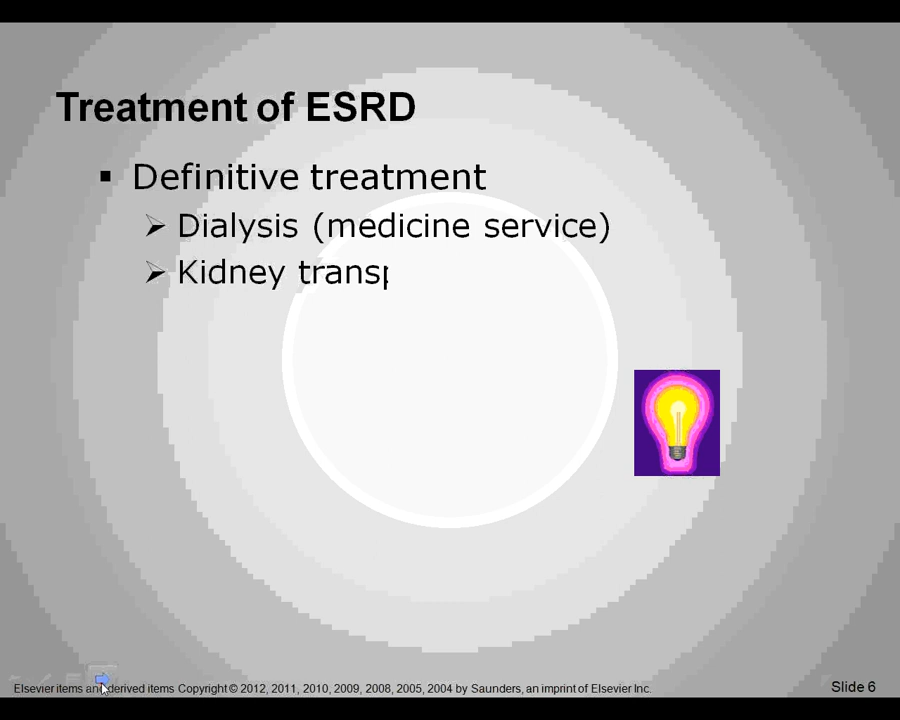 Treatment of ESRD
Definitive treatment
Dialysis (medicine service)
Kidney
Elsevier items and derived items Copyright © 2012, 2011, 2010, 2009, 2008, 2005, 2004 by Saunders, an imprint of Elsevier Inc.
Slide 6